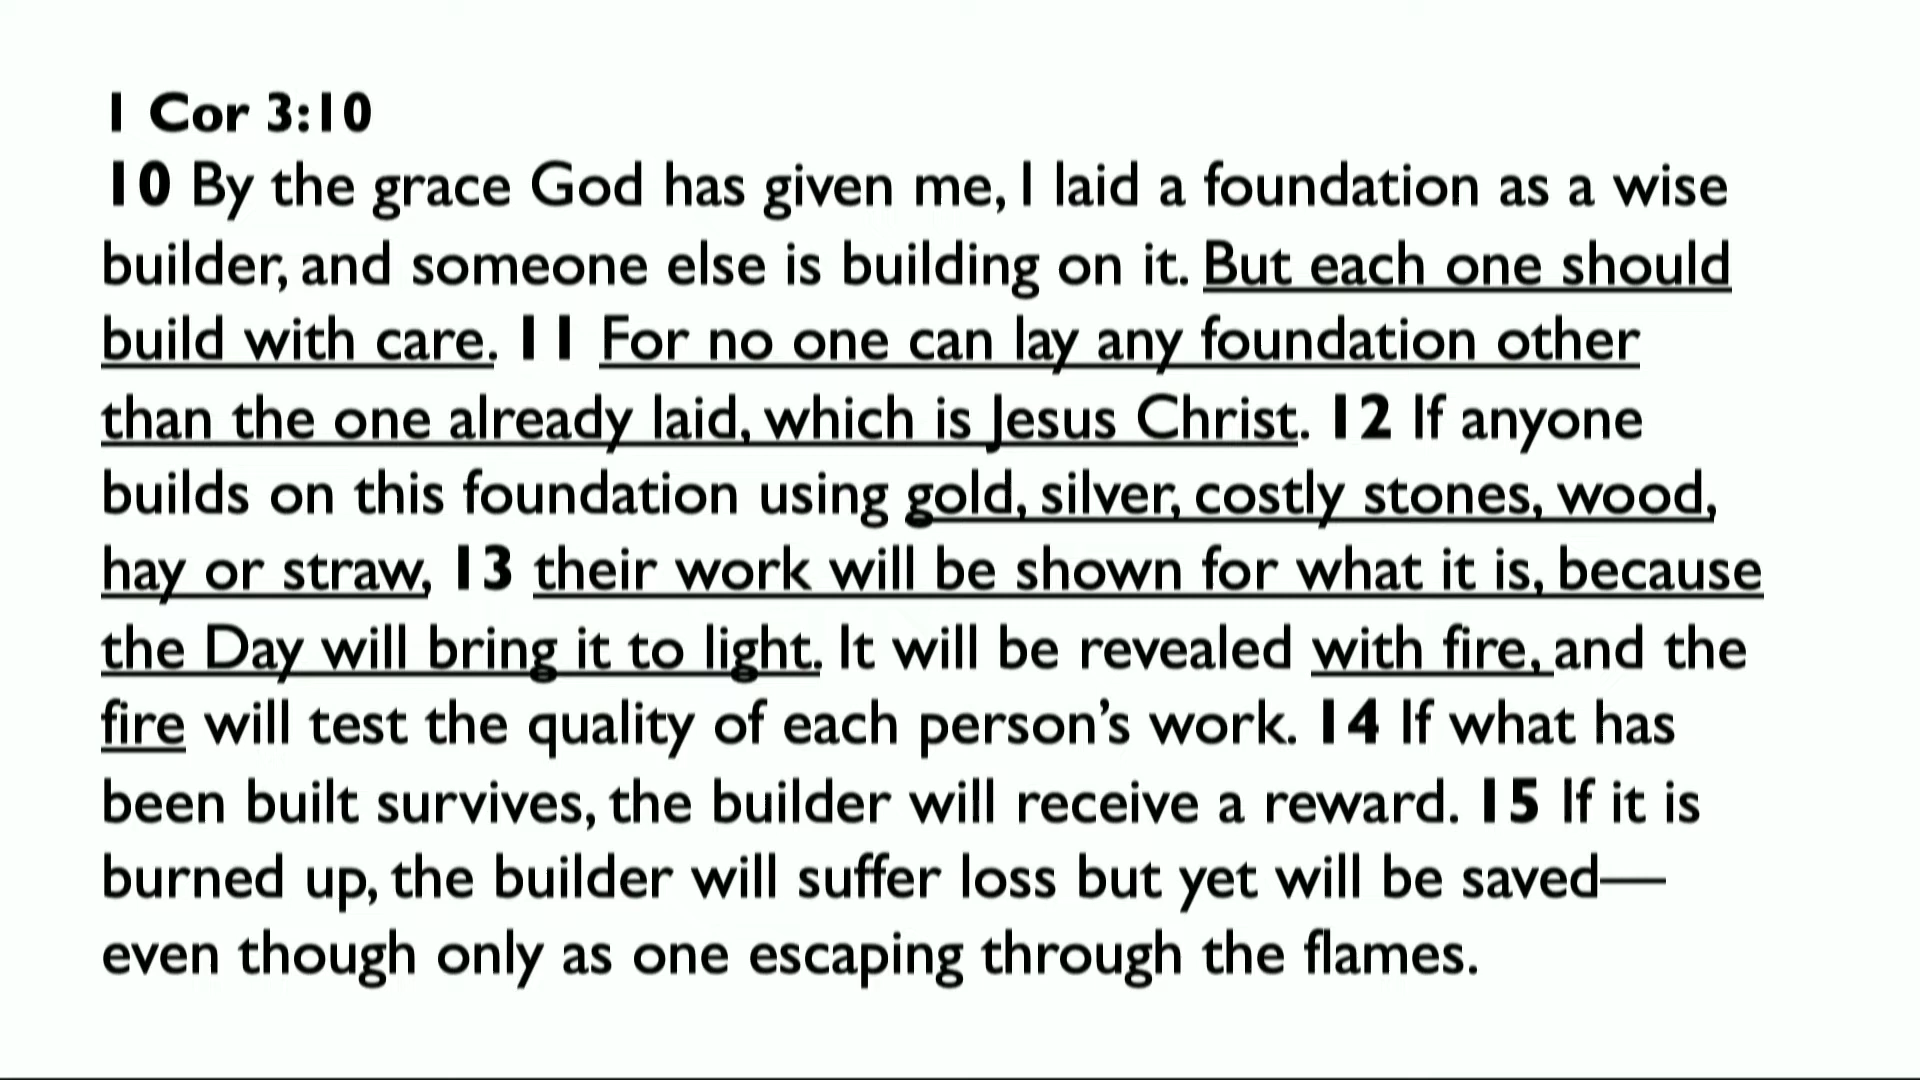 1 Cor 3:10
10 By the grace God has given me, I laid a foundation as a wise
builder, and someone else is building on it. But each one should
build with care. 11 For no one can lay any foundation other
than the one already laid, which is Jesus Christ. 12 If anyone
builds on this foundation using gold, silver, costly stones, wood,
hay or straw, 13 their work will be shown for what it is, because
the Day will bring it to light. It will be revealed with fire, and the
fire will test the quality of each person’s work. 14 If what has
been built survives, the builder will receive a reward. 15 If it is
burned up, the builder will suffer loss but yet will be saved—
even though only as one escaping through the flames.